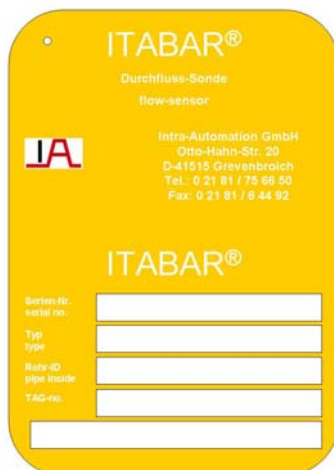 ITABAR®
Durchfluss-Sonde
flow-sensor
IA
Intra-Automation GmbH
Otto-Hahn-Str. 20
D-41515 Grevenbroich
Tel.: 0 21 81 / 75 66 50
Fax: 0 21 81 / 6 44 92
ITABAR®
Serien-Nr.
serial no.
Typ
type
Rohr-ID
pipe inside
TAG-no.